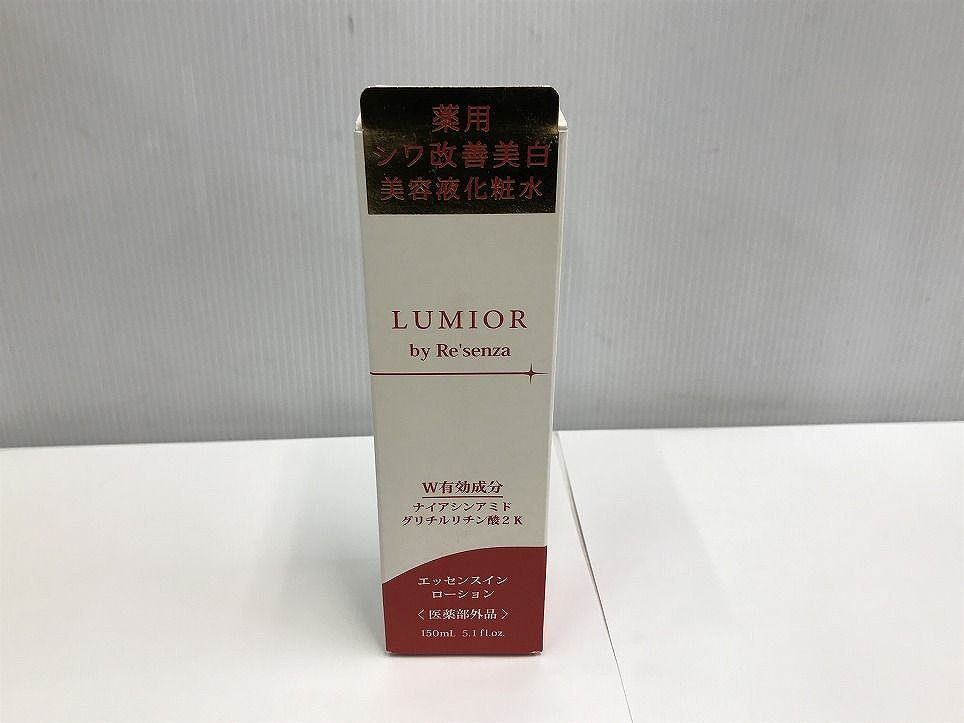 薬用
シワ改善美白
美容液化粧水
LUMIOR
by Re'senza
W有効成分
ナイアシンアミド
グリチルリチン酸2K
エッセンスイン
ローション
〈医薬部外品〉
150mL 5.1 fl.oz.